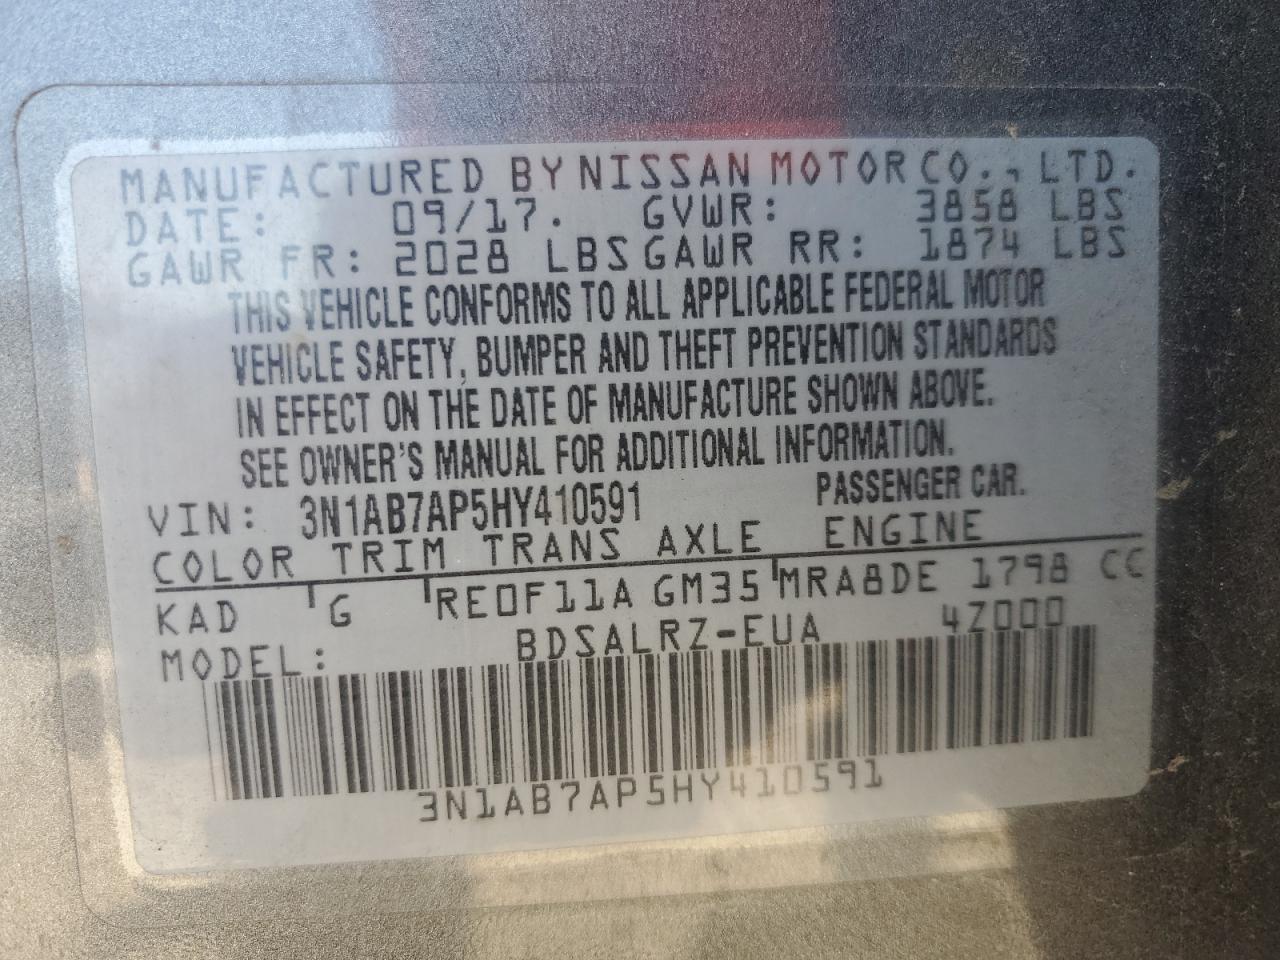 MANUFACTURED BY NISSAN MOTOR CO., LTD.
DATE: 09/17. GVWR: 3858 LBS
GAWR FR: 2028 LBS GAWR RR: 1874 LBS
THIS VEHICLE CONFORMS TO ALL APPLICABLE FEDERAL MOTOR
VEHICLE SAFETY, BUMPER AND THEFT PREVENTION STANDARDS
IN EFFECT ON THE DATE OF MANUFACTURE SHOWN ABOVE.
SEE OWNER'S MANUAL FOR ADDITIONAL INFORMATION.
VIN: 3N1AB7AP5HY410591 PASSENGER CAR.
COLOR TRIM TRANS AXLE ENGINE
KAD G RE0F11A GM35 MRA8DE 1798 CC
MODEL: BDSALRZ-EUA 4Z000
3N1AB7AP5HY410591